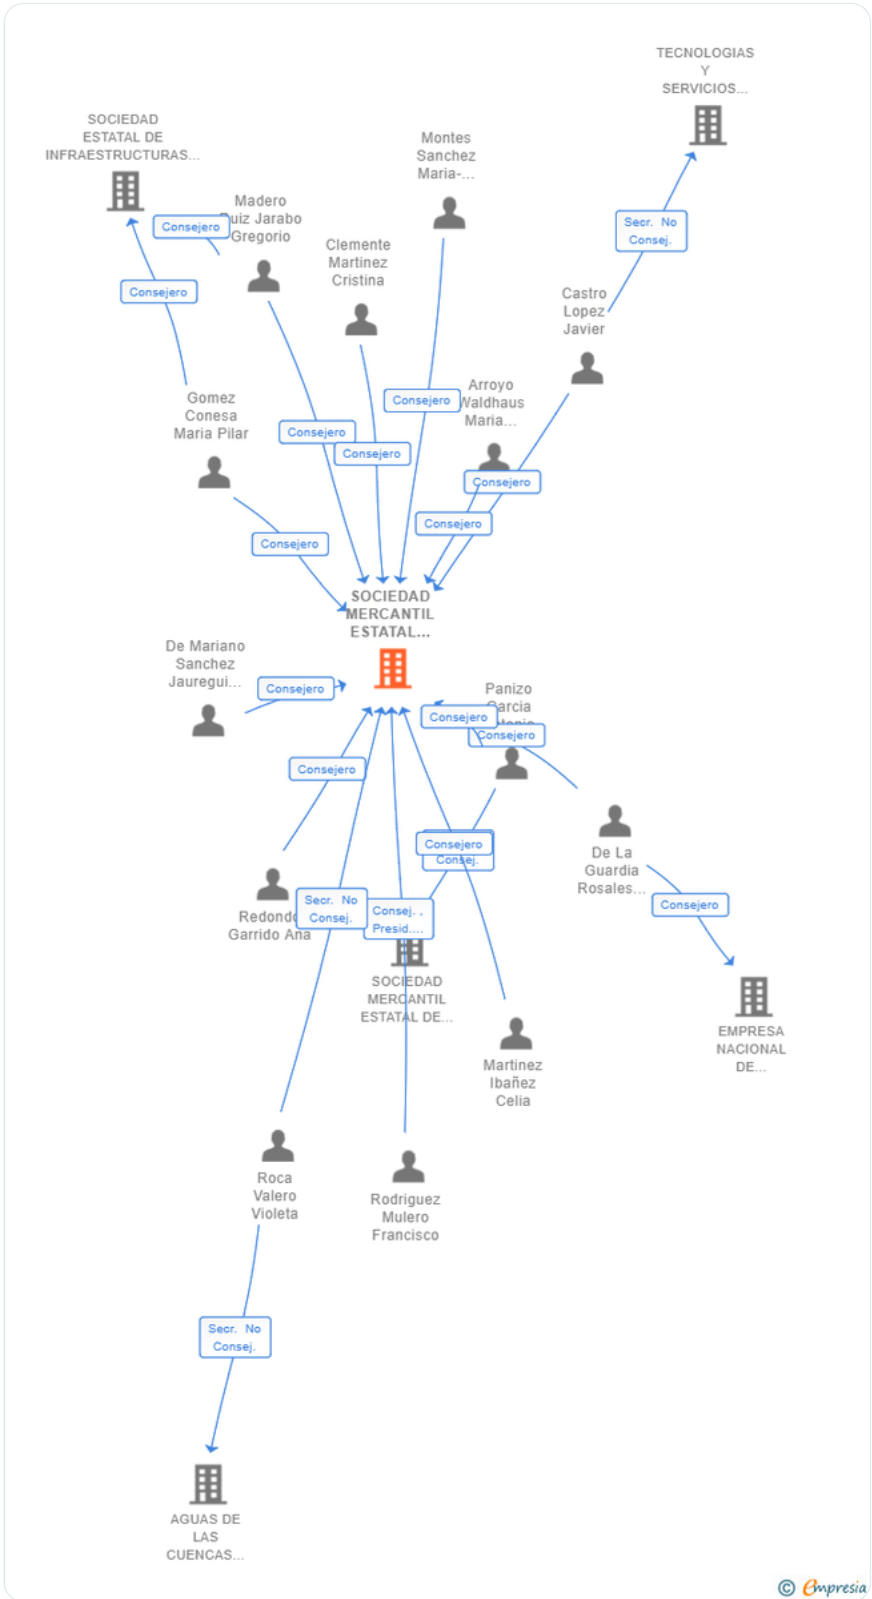 TECNOLOGIAS
Y
SERVICIOS...
SOCIEDAD
ESTATAL DE
INFRAESTRUCTURAS...
Montes
Sanchez
Maria-...
Madero
Ruiz Jarabo
Gregorio
Consejero
Secr. No
Consej.
Clemente
Martinez
Cristina
Consejero
Castro
Lopez
Javier
Arroyo
Waldhaus
Maria...
Gomez
Conesa
Maria Pilar
Consejero
Consejero
Consejero
Consejero
Consejero
Consejero
SOCIEDAD
MERCANTIL
ESTATAL...
De Mariano
Sanchez
Jauregui...
Consejero
Panizo
Garcia
Consejero
Consejero
Consejero
Consejero
Consej.
De La
Guardia
Rosales...
Consejero
Redondo
Garrido Ana
Secr. No
Consej.
Consej. ,
Presid....
SOCIEDAD
MERCANTIL
ESTATAL DE...
EMPRESA
NACIONAL
DE...
Martinez
Ibañez
Celia
Roca
Valero
Violeta
Rodriguez
Mulero
Francisco
Secr. No
Consej.
AGUAS DE
LAS
CUENCAS...
© empresia